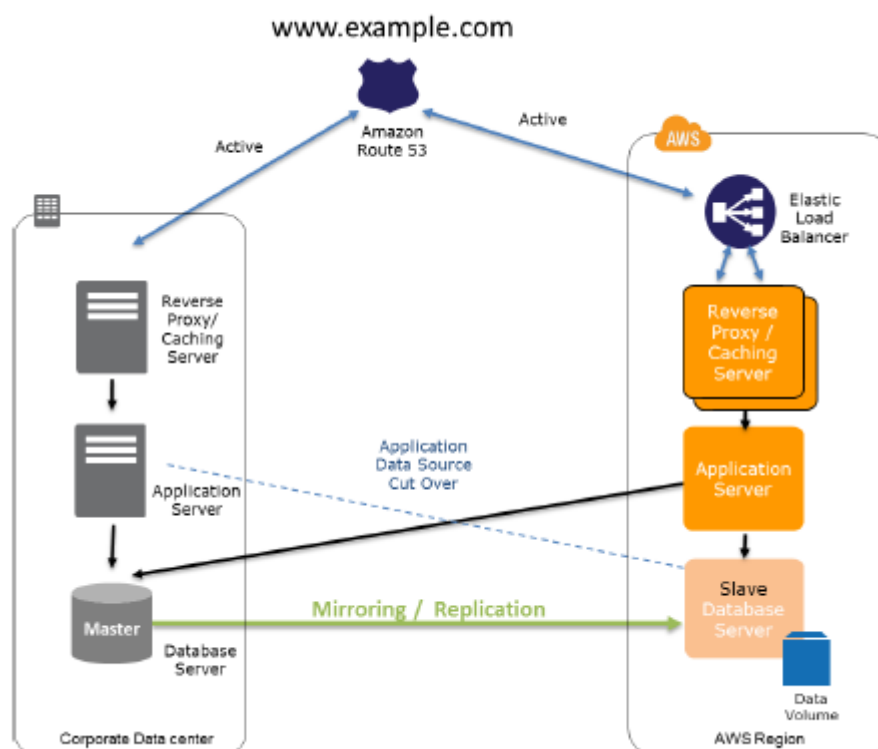 www.example.com
Amazon
Route 53
Active
Active
AWS
Elastic
Load
Balancer
Reverse
Proxy/
Caching
Server
Reverse
Proxy /
Caching
Server
Application
Data Source
Cut Over
Application
Server
Application
Server
Master
Database
Server
Mirroring / Replication
Slave
Database
Server
Data
Volume
Corporate Data center
AWS Region